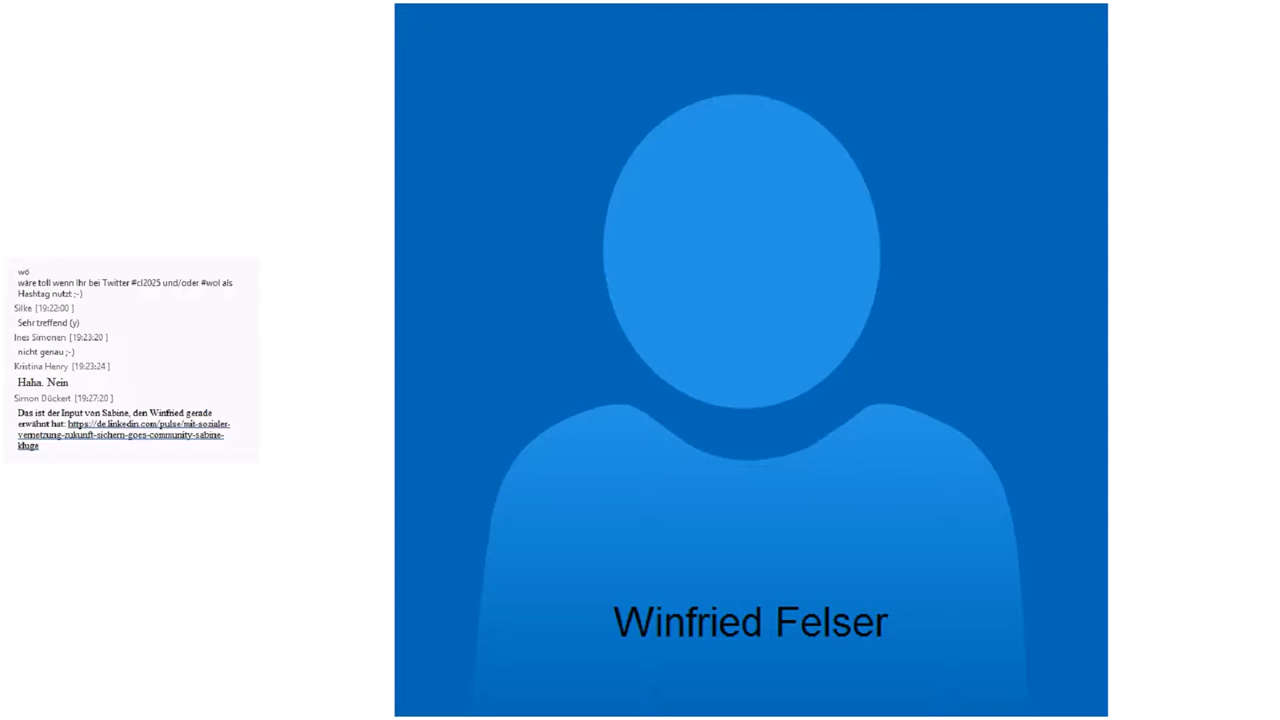 wö
wäre toll wenn Ihr bei Twitter #cl2025 und/oder #wol als
Hashtag nutzt ;-)
Silke [19:22:00 ]
Sehr treffend (y)
Ines Simonen [19:23:20 ]
nicht genau ;-)
Kristina Henry [19:23:24 ]
Haha. Nein
Simon Dückert [19:27:20 ]
Das ist der Input von Sabine, den Winfried gerade
erwähnt hat: https://de.linkedin.com/pulse/mit-sozialer-
vernetzung-zukunft-sichern-goes-community-sabine-
kluge
Winfried Felser